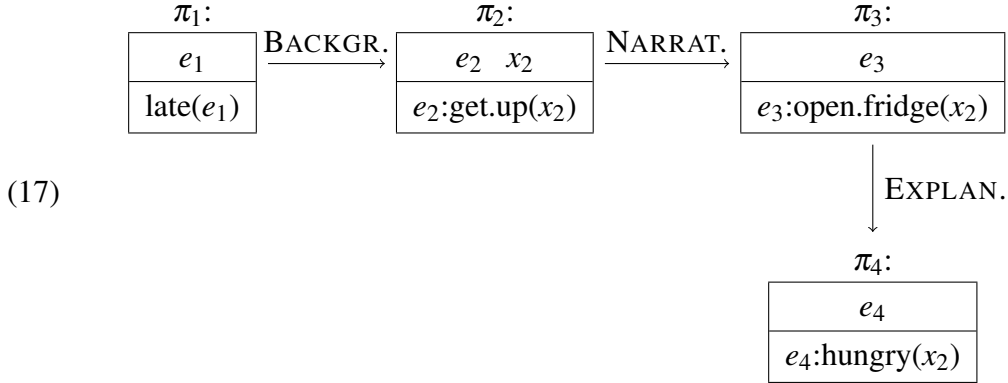 π₁: π₂: π₃:
e₁ BACKGR. e₂ x₂ NARRAT. e₃
late(e₁) e₂:get.up(x₂) e₃:open.fridge(x₂)
(17) EXPLAN.
π₄:
e₄
e₄:hungry(x₂)